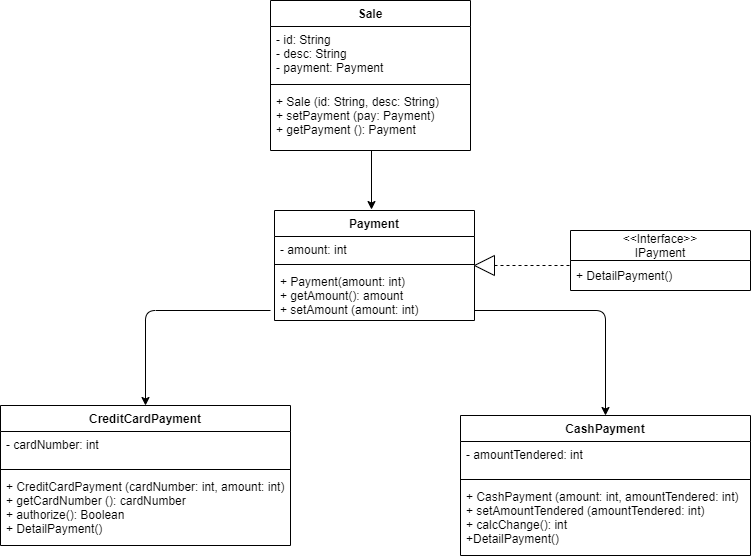 Sale
- id: String
- desc: String
- payment: Payment
+ Sale (id: String, desc: String)
+ setPayment (pay: Payment)
+ getPayment (): Payment
Payment
- amount: int
+ Payment(amount: int)
+ getAmount(): amount
+ setAmount (amount: int)
<<Interface>>
IPayment
+ DetailPayment()
CreditCardPayment
- cardNumber: int
+ CreditCardPayment (cardNumber: int, amount: int)
+ getCardNumber (): cardNumber
+ authorize(): Boolean
+ DetailPayment()
CashPayment
- amountTendered: int
+ CashPayment (amount: int, amountTendered: int)
+ setAmountTendered (amountTendered: int)
+ calcChange(): int
+DetailPayment()